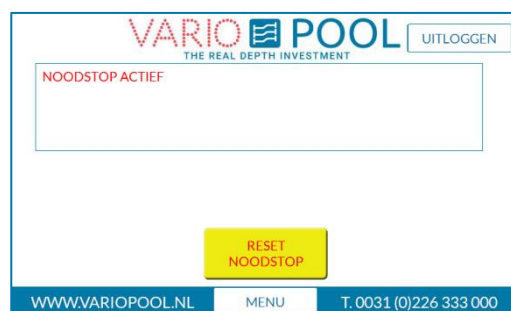 VARIO POOL
UITLOGGEN
THE REAL DEPTH INVESTMENT
NOODSTOP ACTIEF
RESET
NOODSTOP
WWW.VARIOPOOL.NL
MENU
T. 0031 (0)226 333 000